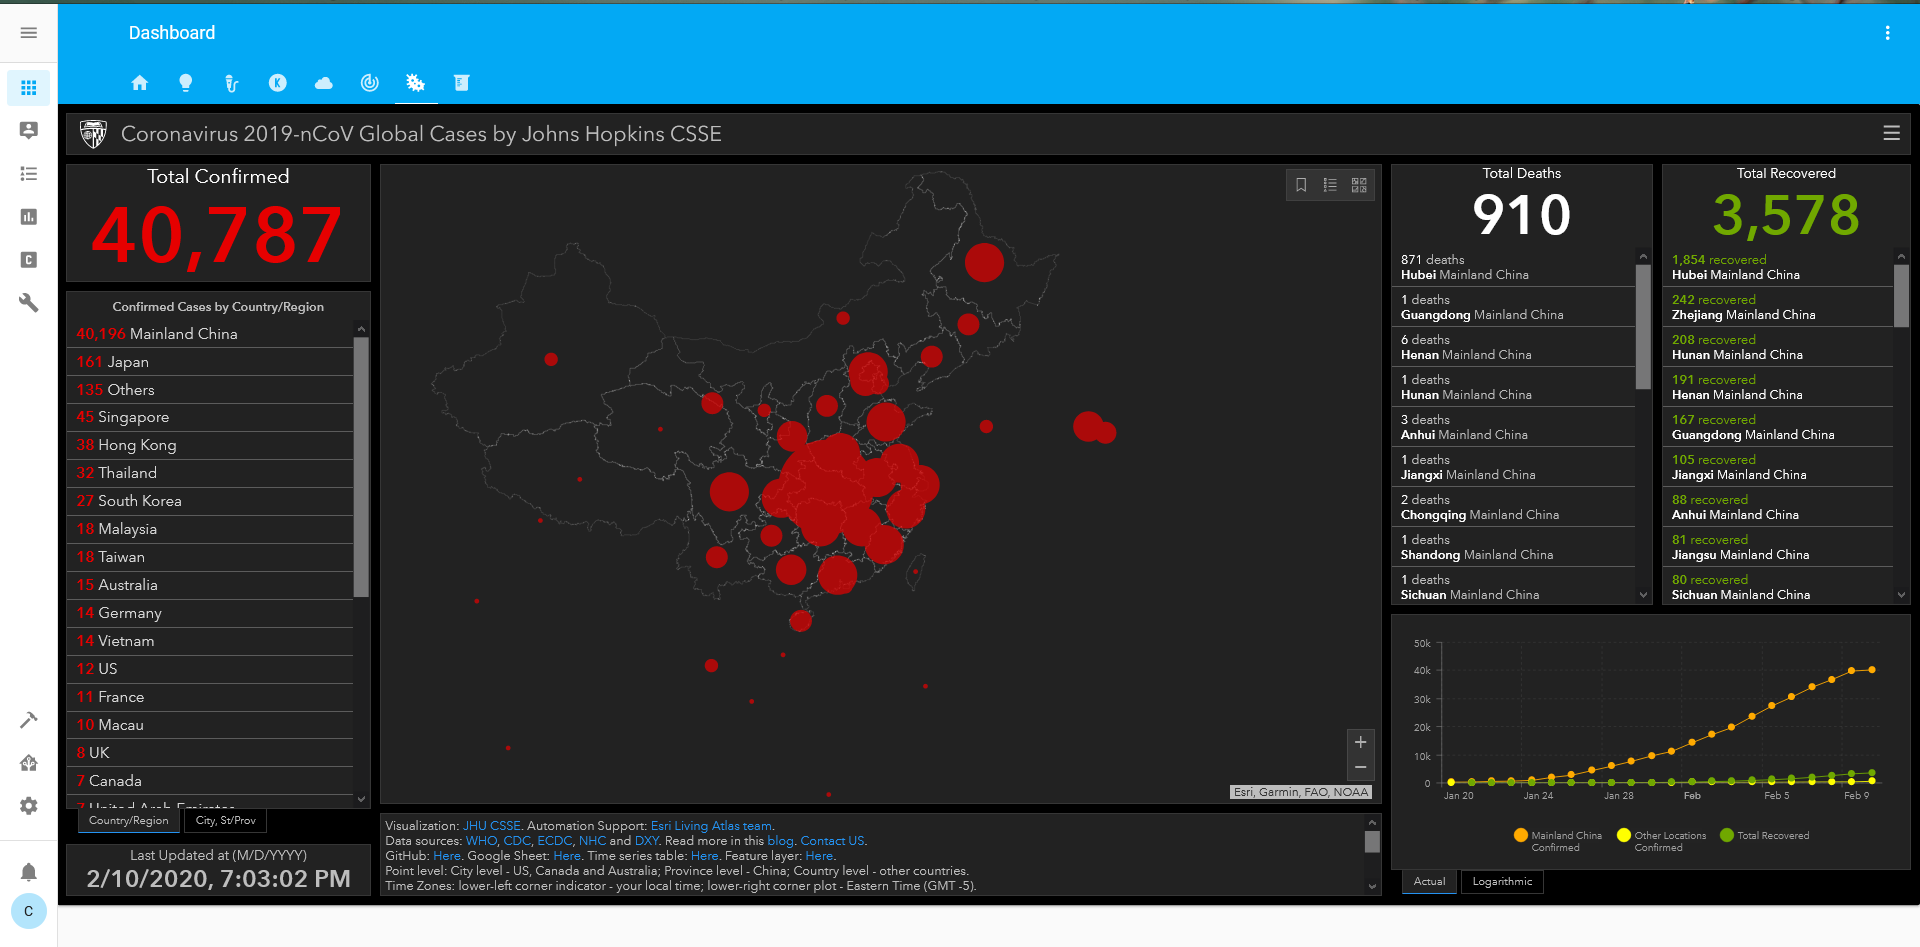 Dashboard
K
Coronavirus 2019-nCoV Global Cases by Johns Hopkins CSSE
Total Confirmed
40,787
Confirmed Cases by Country/Region
40,196 Mainland China
161 Japan
135 Others
45 Singapore
38 Hong Kong
32 Thailand
27 South Korea
18 Malaysia
18 Taiwan
15 Australia
14 Germany
14 Vietnam
12 US
11 France
10 Macau
8 UK
7 Canada
7 United Arab Emirates
Country/Region
City, St/Prov
Last Updated at (M/D/YYYY)
2/10/2020, 7:03:02 PM
Esri, Garmin, FAO, NOAA
Visualization: JHU CSSE. Automation Support: Esri Living Atlas team.
Data sources: WHO, CDC, ECDC, NHC and DXY. Read more in this blog. Contact US.
GitHub: Here. Google Sheet: Here. Time series table: Here. Feature layer: Here.
Point level: City level - US, Canada and Australia; Province level - China; Country level - other countries.
Time Zones: lower-left corner indicator - your local time; lower-right corner plot - Eastern Time (GMT -5).
Total Deaths
910
871 deaths
Hubei Mainland China
1 deaths
Guangdong Mainland China
6 deaths
Henan Mainland China
1 deaths
Hunan Mainland China
3 deaths
Anhui Mainland China
1 deaths
Jiangxi Mainland China
2 deaths
Chongqing Mainland China
1 deaths
Shandong Mainland China
1 deaths
Sichuan Mainland China
Total Recovered
3,578
1,854 recovered
Hubei Mainland China
242 recovered
Zhejiang Mainland China
208 recovered
Hunan Mainland China
191 recovered
Henan Mainland China
167 recovered
Guangdong Mainland China
105 recovered
Jiangxi Mainland China
88 recovered
Anhui Mainland China
81 recovered
Jiangsu Mainland China
80 recovered
Sichuan Mainland China
50k
40k
30k
20k
10k
0
Jan 20
Jan 24
Jan 28
Feb
Feb 5
Feb 9
Mainland China
Confirmed
Other Locations
Confirmed
Total Recovered
Actual
Logarithmic
C
C